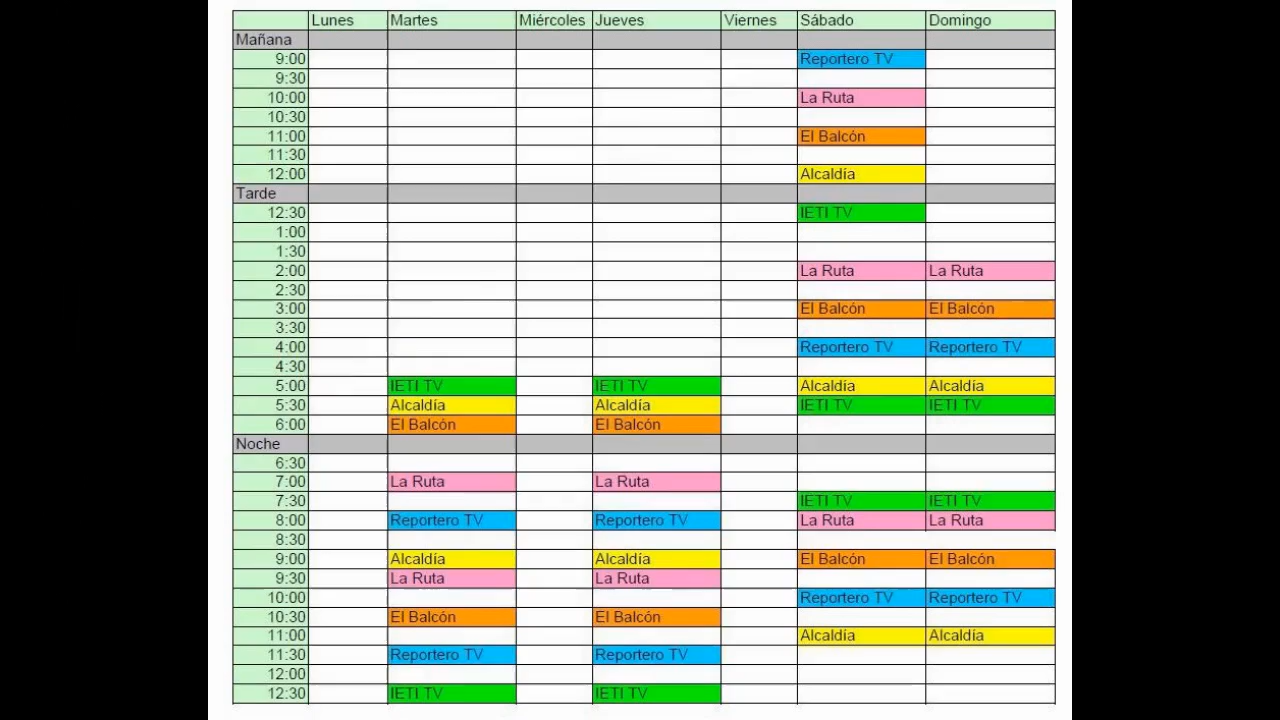 Lunes Martes Miércoles Jueves Viernes Sábado Domingo
Mañana
9:00 Reportero TV
9:30
10:00 La Ruta
10:30
11:00 El Balcón
11:30
12:00 Alcaldía
Tarde
12:30 IETI TV
1:00
1:30
2:00 La Ruta La Ruta
2:30
3:00 El Balcón El Balcón
3:30
4:00 Reportero TV Reportero TV
4:30
5:00 IETI TV IETI TV Alcaldía Alcaldía
5:30 Alcaldía Alcaldía IETI TV IETI TV
6:00 El Balcón El Balcón
Noche
6:30
7:00 La Ruta La Ruta
7:30 IETI TV IETI TV
8:00 Reportero TV Reportero TV La Ruta La Ruta
8:30
9:00 Alcaldía Alcaldía El Balcón El Balcón
9:30 La Ruta La Ruta
10:00 Reportero TV Reportero TV
10:30 El Balcón El Balcón
11:00 Alcaldía Alcaldía
11:30 Reportero TV Reportero TV
12:00
12:30 IETI TV IETI TV